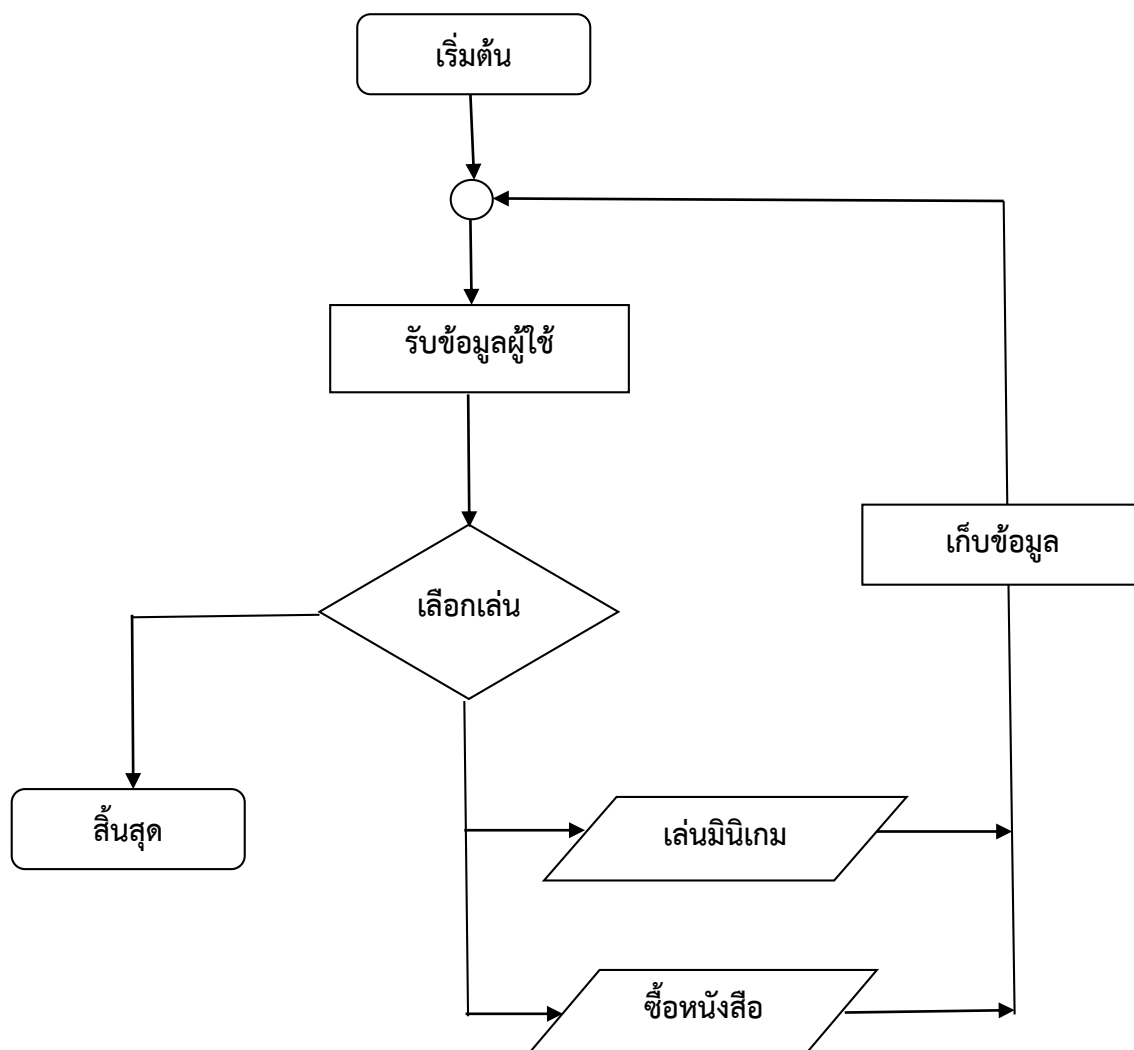 เริ่มต้น
รับข้อมูลผู้ใช้
เก็บข้อมูล
เลือกเล่น
สิ้นสุด
เล่นมินิเกม
ซื้อหนังสือ